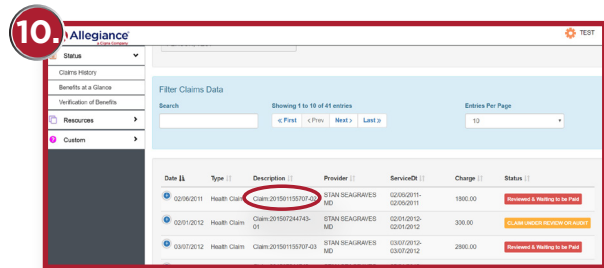 10.
Allegiance
a Cigna Company
TEST
Status
Claims History
Benefits at a Glance
Verification of Benefits
Resources
Custom
Filter Claims Data
Search
Showing 1 to 10 of 41 entries
Entries Per Page
« First < Prev Next > Last »
10
Date Type Description Provider ServiceDt Charge Status
02/06/2011 Health Claim Claim:201501155707-02 STAN SEAGRAVES MD 02/06/2011-02/06/2011 1800.00 Reviewed & Waiting to be Paid
02/01/2012 Health Claim Claim:201507244743-01 STAN SEAGRAVES MD 02/01/2012-02/01/2012 300.00 CLAIM UNDER REVIEW OR AUDIT
03/07/2012 Health Claim Claim:201501155707-03 STAN SEAGRAVES MD 03/07/2012-03/07/2012 2800.00 Reviewed & Waiting to be Paid